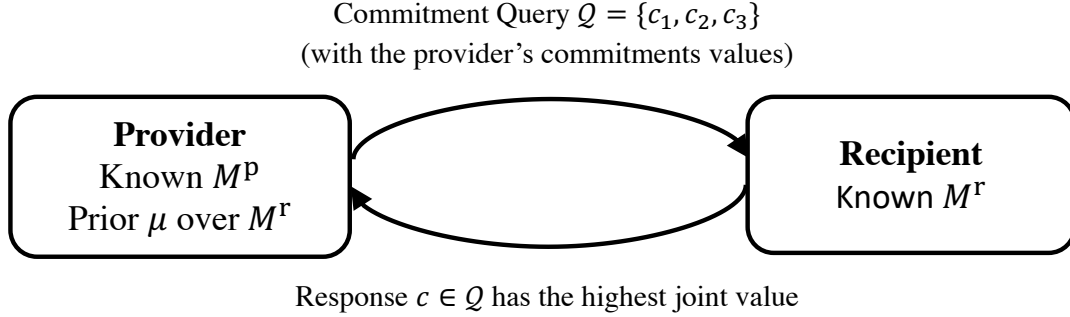 Commitment Query 𝒬 = {c₁, c₂, c₃}
(with the provider's commitments values)
Provider
Known Mᵖ
Prior μ over Mʳ
Recipient
Known Mʳ
Response c ∈ 𝒬 has the highest joint value